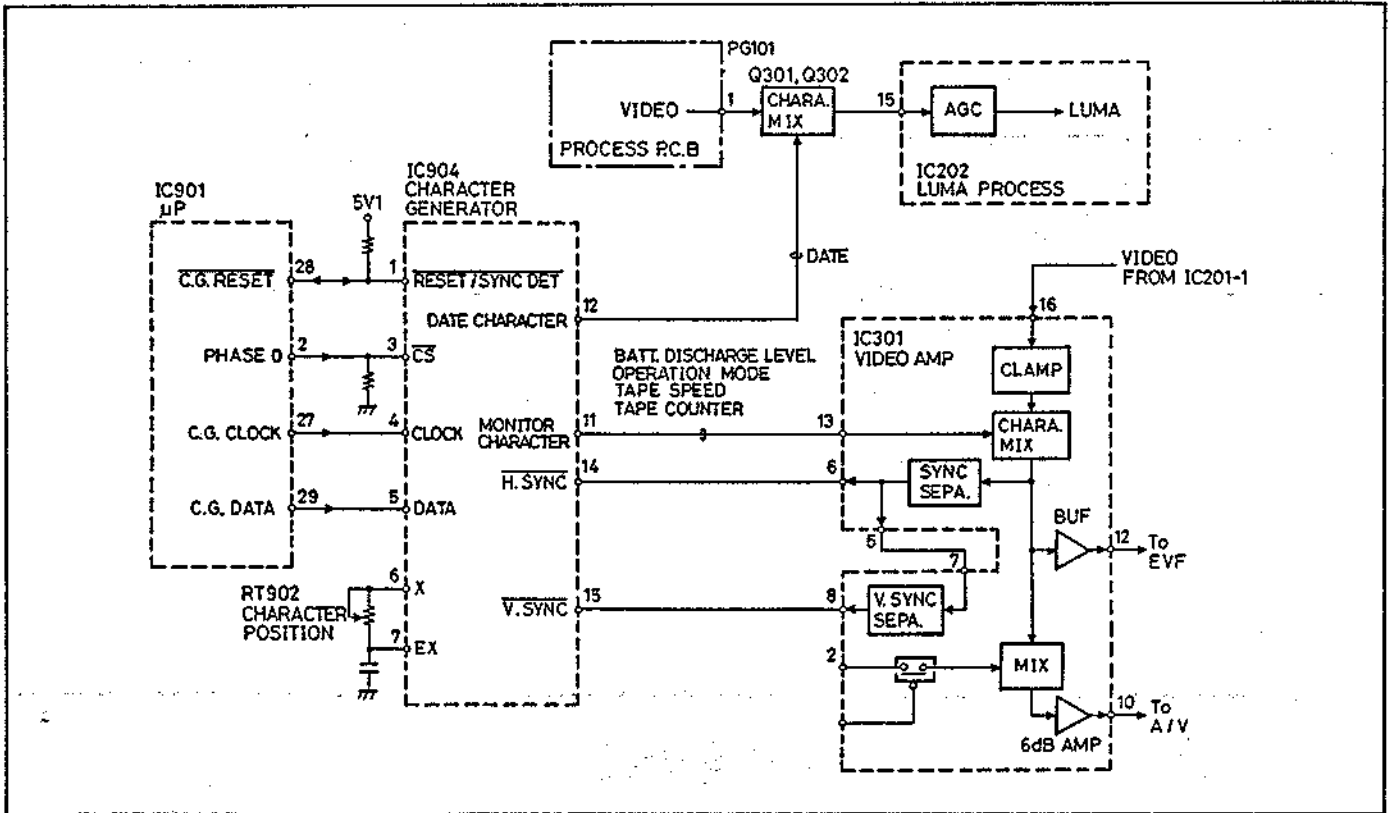 PG101
Q301, Q302
VIDEO
1
CHARA.
MIX
15
AGC
LUMA
PROCESS P.C.B
IC202
LUMA PROCESS
IC901
μP
5V1
IC904
CHARACTER
GENERATOR
C.G. RESET
28
1
RESET/SYNC DET
12
DATE CHARACTER
DATE
PHASE 0
2
3
CS
C.G. CLOCK
27
4
CLOCK
MONITOR
CHARACTER
11
BATT. DISCHARGE LEVEL
OPERATION MODE
TAPE SPEED
TAPE COUNTER
13
H. SYNC
14
6
C.G. DATA
29
5
DATA
RT902
CHARACTER
POSITION
6
X
7
EX
V. SYNC
15
8
VIDEO
FROM IC201-1
16
IC301
VIDEO AMP
CLAMP
CHARA.
MIX
SYNC
SEPA.
5
7
BUF
12
To
EVF
V. SYNC
SEPA.
2
MIX
10
To
A/V
6dB AMP